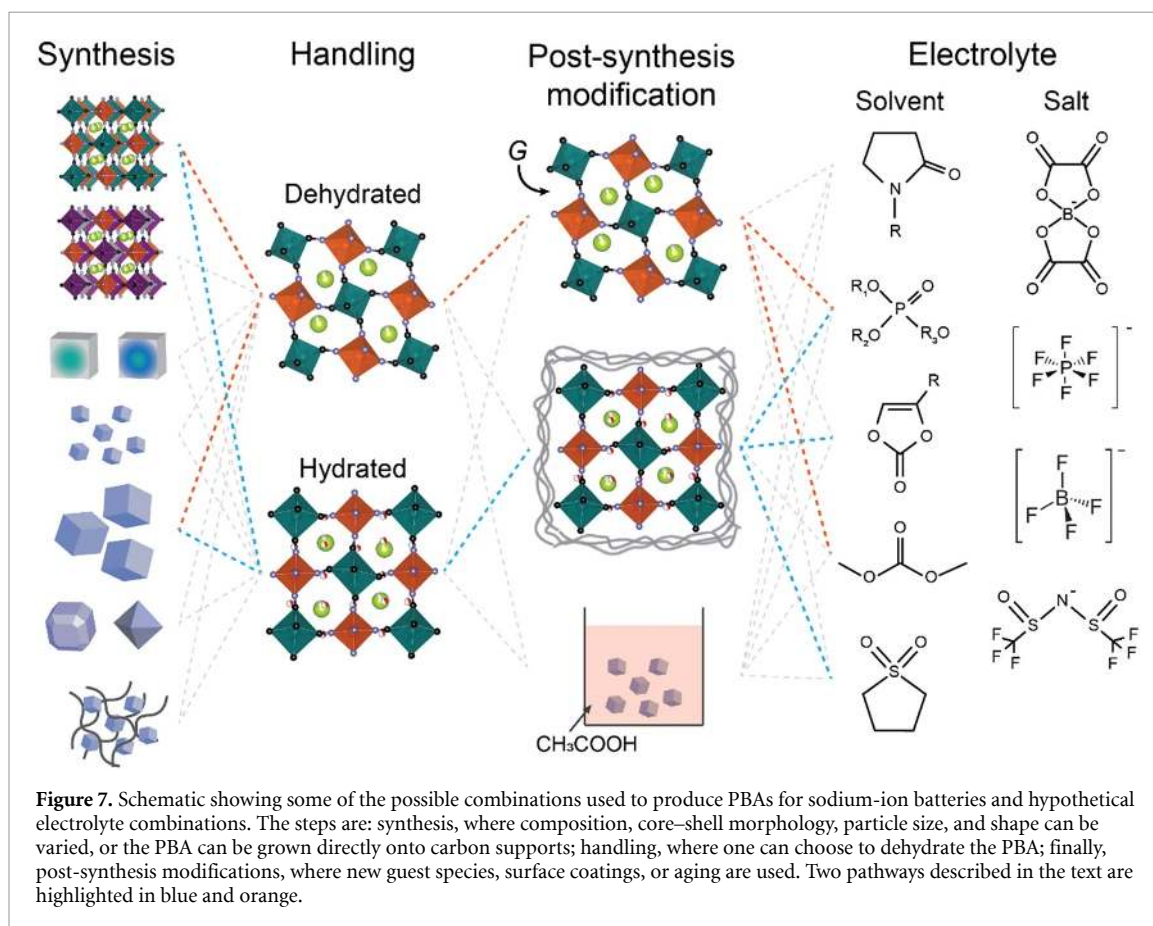 Synthesis
Handling
Post-synthesis
modification
Electrolyte
Solvent
Salt
G
Dehydrated
Hydrated
CH₃COOH
N
O
R
R₁O
O
P
R₂O
R₃O
R
O
O
O
O
O
O
O
O
S
O
O
O
O
O
B⁻
O
O
O
O
F
F
F
P
F
F
F
-
F
B
F
F
F
-
O
N⁻
O
S
S
O
O
F
F
F
F
F
F
Figure 7. Schematic showing some of the possible combinations used to produce PBAs for sodium-ion batteries and hypothetical
electrolyte combinations. The steps are: synthesis, where composition, core–shell morphology, particle size, and shape can be
varied, or the PBA can be grown directly onto carbon supports; handling, where one can choose to dehydrate the PBA; finally,
post-synthesis modifications, where new guest species, surface coatings, or aging are used. Two pathways described in the text are
highlighted in blue and orange.